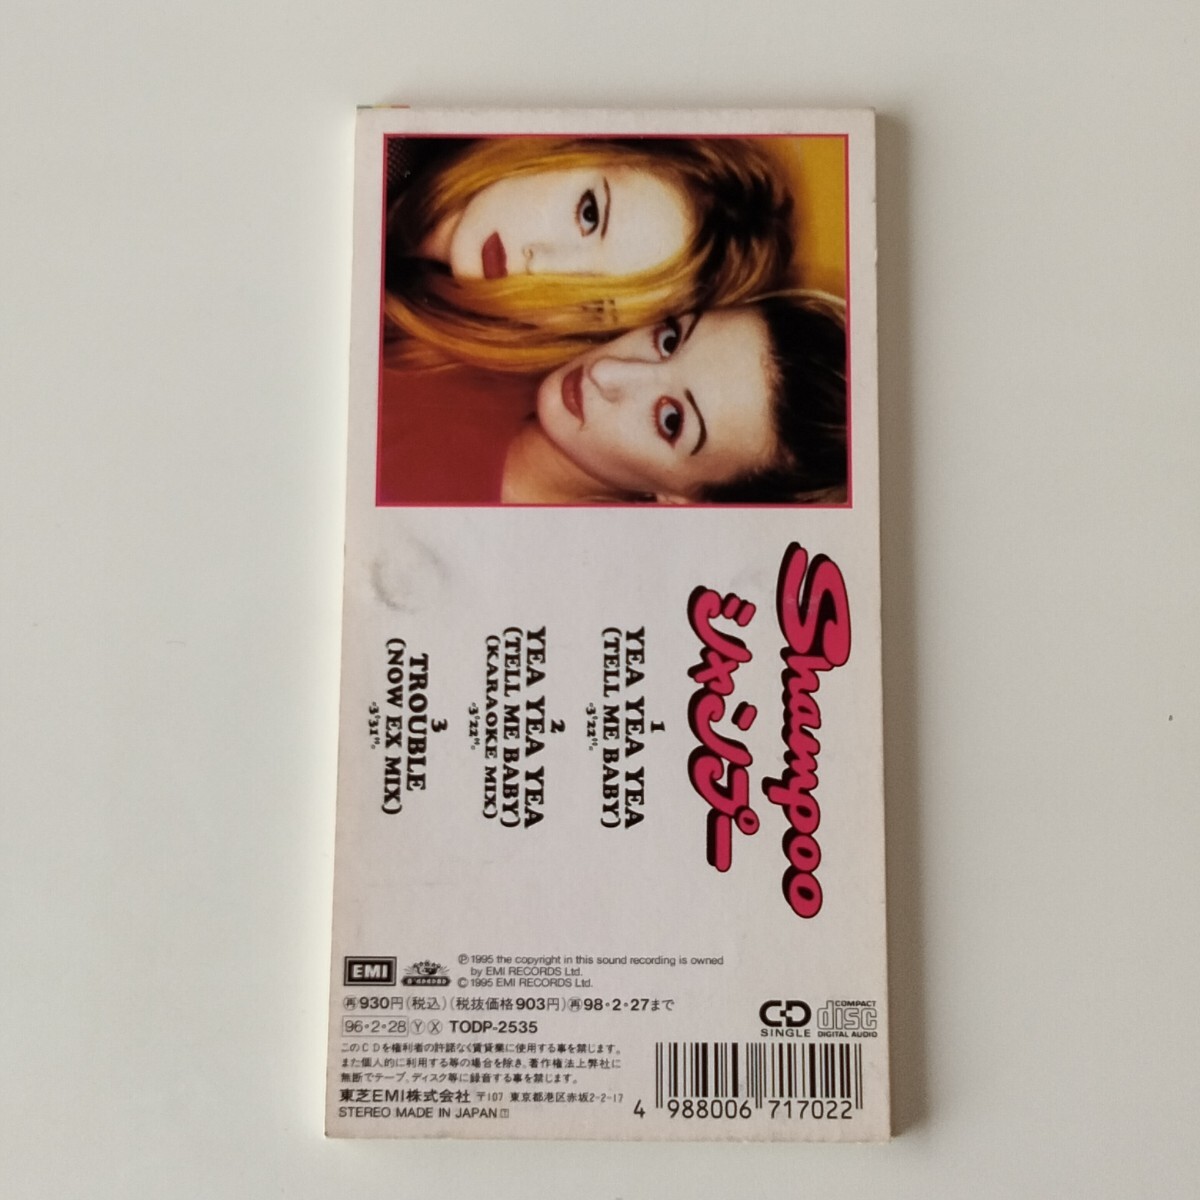 Shampoo
シャンプー
1
YEA YEA YEA
(TELL ME BABY)
·3'22"·
2
YEA YEA YEA
(TELL ME BABY)
(KARAOKE MIX)
·3'22"·
3
TROUBLE
(NOW EX MIX)
·3'31"·
EMI
Ⓟ1995 the copyright in this sound recording is owned
by EMI RECORDS Ltd.
©1995 EMI RECORDS Ltd.
㋰930円(税込)(税抜価格903円)㋰98·2·27まで
96·2·28 Ⓨ Ⓧ TODP-2535
CD
SINGLE
COMPACT
disc
DIGITAL AUDIO
このCDを権利者の許諾なく賃貸業に使用する事を禁じます。
また個人的に利用する等の場合を除き、著作権法上弊社に
無断でテープ、ディスク等に録音する事を禁じます。
東芝EMI株式会社 〒107 東京都港区赤坂2-2-17
STEREO MADE IN JAPAN
4 988006 717022